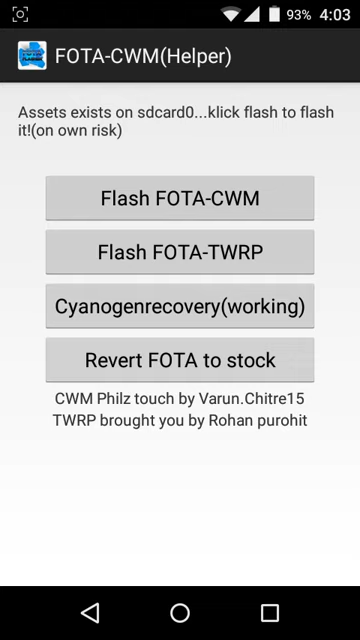 93% 4:03
FOTA-CWM(Helper)
Assets exists on sdcard0...klick flash to flash
it!(on own risk)
Flash FOTA-CWM
Flash FOTA-TWRP
Cyanogenrecovery(working)
Revert FOTA to stock
CWM Philz touch by Varun.Chitre15
TWRP brought you by Rohan purohit